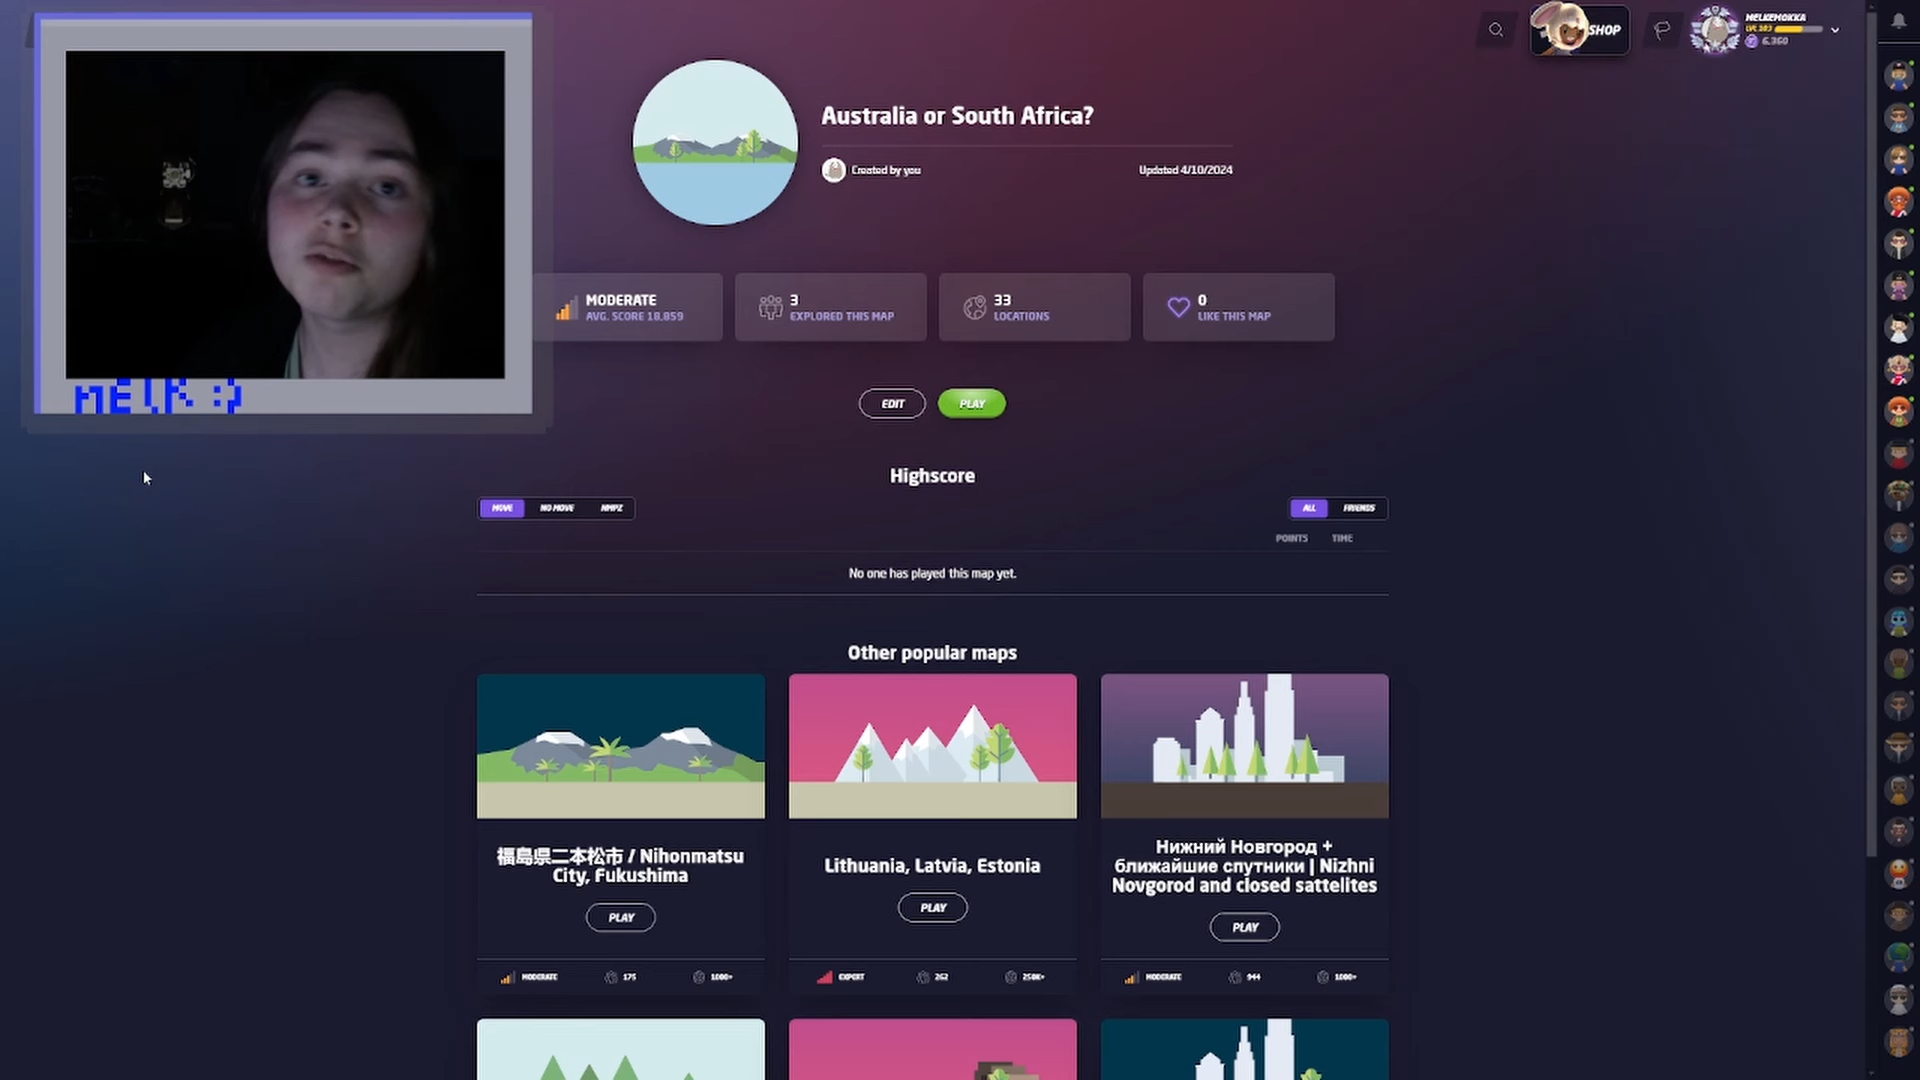 SHOP
MELKEMOKKA
LVL 103
6,360
Australia or South Africa?
Created by you
Updated 4/10/2024
MODERATE
AVG. SCORE 18,859
3
EXPLORED THIS MAP
33
LOCATIONS
0
LIKE THIS MAP
MELK :)
EDIT
PLAY
Highscore
MOVE
NO MOVE
NMPZ
ALL
FRIENDS
POINTS
TIME
No one has played this map yet.
Other popular maps
福島県二本松市 / Nihonmatsu
City, Fukushima
PLAY
MODERATE
175
1000+
Lithuania, Latvia, Estonia
PLAY
EXPERT
262
250K+
Нижний Новгород +
ближайшие спутники | Nizhni
Novgorod and closed sattelites
PLAY
MODERATE
944
1000+